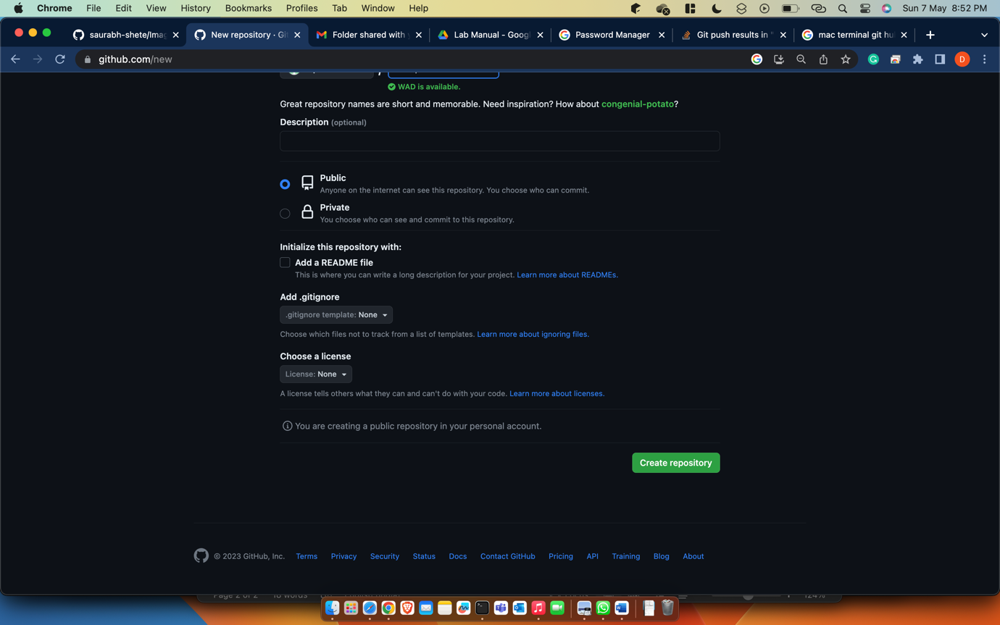 Chrome File Edit View History Bookmarks Profiles Tab Window Help Sun 7 May 8:52 PM
saurabh-shete/Imag New repository · Git Folder shared with y Lab Manual - Googl Password Manager Git push results in " mac terminal git hu
github.com/new D
WAD is available.
Great repository names are short and memorable. Need inspiration? How about congenial-potato?
Description (optional)
Public
Anyone on the internet can see this repository. You choose who can commit.
Private
You choose who can see and commit to this repository.
Initialize this repository with:
Add a README file
This is where you can write a long description for your project. Learn more about READMEs.
Add .gitignore
.gitignore template: None
Choose which files not to track from a list of templates. Learn more about ignoring files.
Choose a license
License: None
A license tells others what they can and can't do with your code. Learn more about licenses.
You are creating a public repository in your personal account.
Create repository
© 2023 GitHub, Inc. Terms Privacy Security Status Docs Contact GitHub Pricing API Training Blog About
Page 2 of 2 18 words 124%